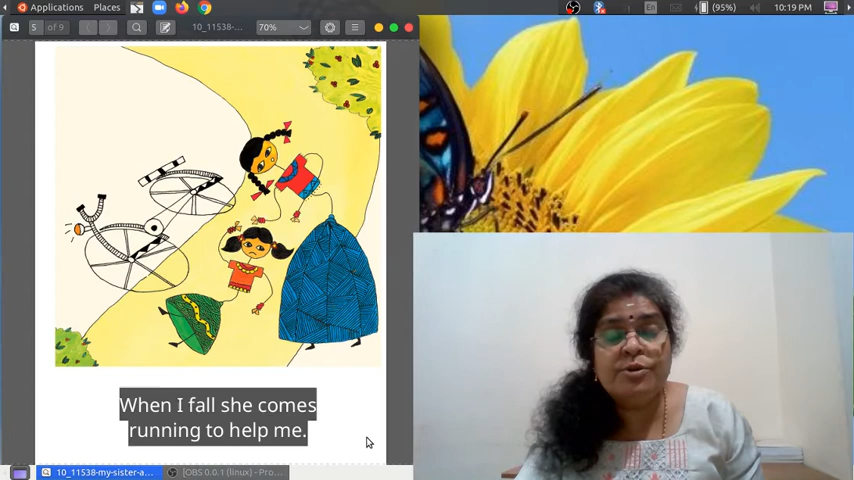 Applications Places En (95%) 10:19 PM
5 of 9 10_11538-... 70%
When I fall she comes
running to help me.
10_11538-my-sister-a... [OBS 0.0.1 (linux) - Pro...